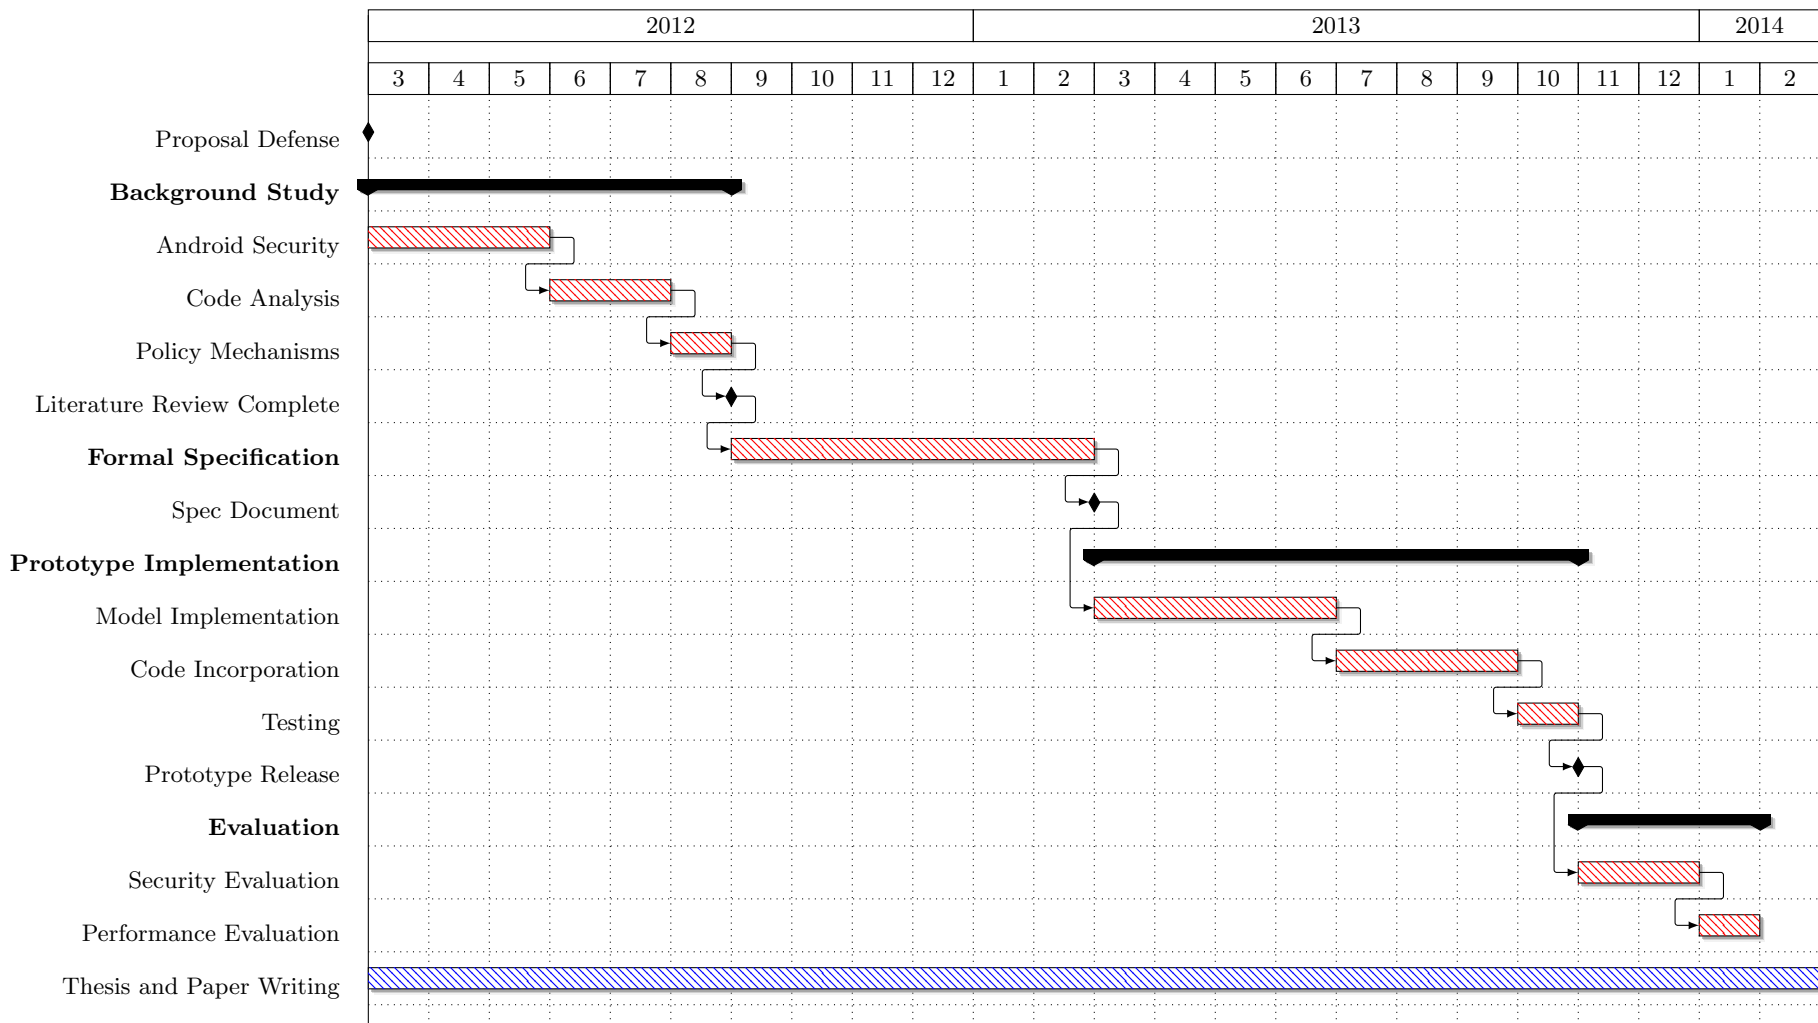 2012 2013 2014
3 4 5 6 7 8 9 10 11 12 1 2 3 4 5 6 7 8 9 10 11 12 1 2
Proposal Defense
Background Study
Android Security
Code Analysis
Policy Mechanisms
Literature Review Complete
Formal Specification
Spec Document
Prototype Implementation
Model Implementation
Code Incorporation
Testing
Prototype Release
Evaluation
Security Evaluation
Performance Evaluation
Thesis and Paper Writing